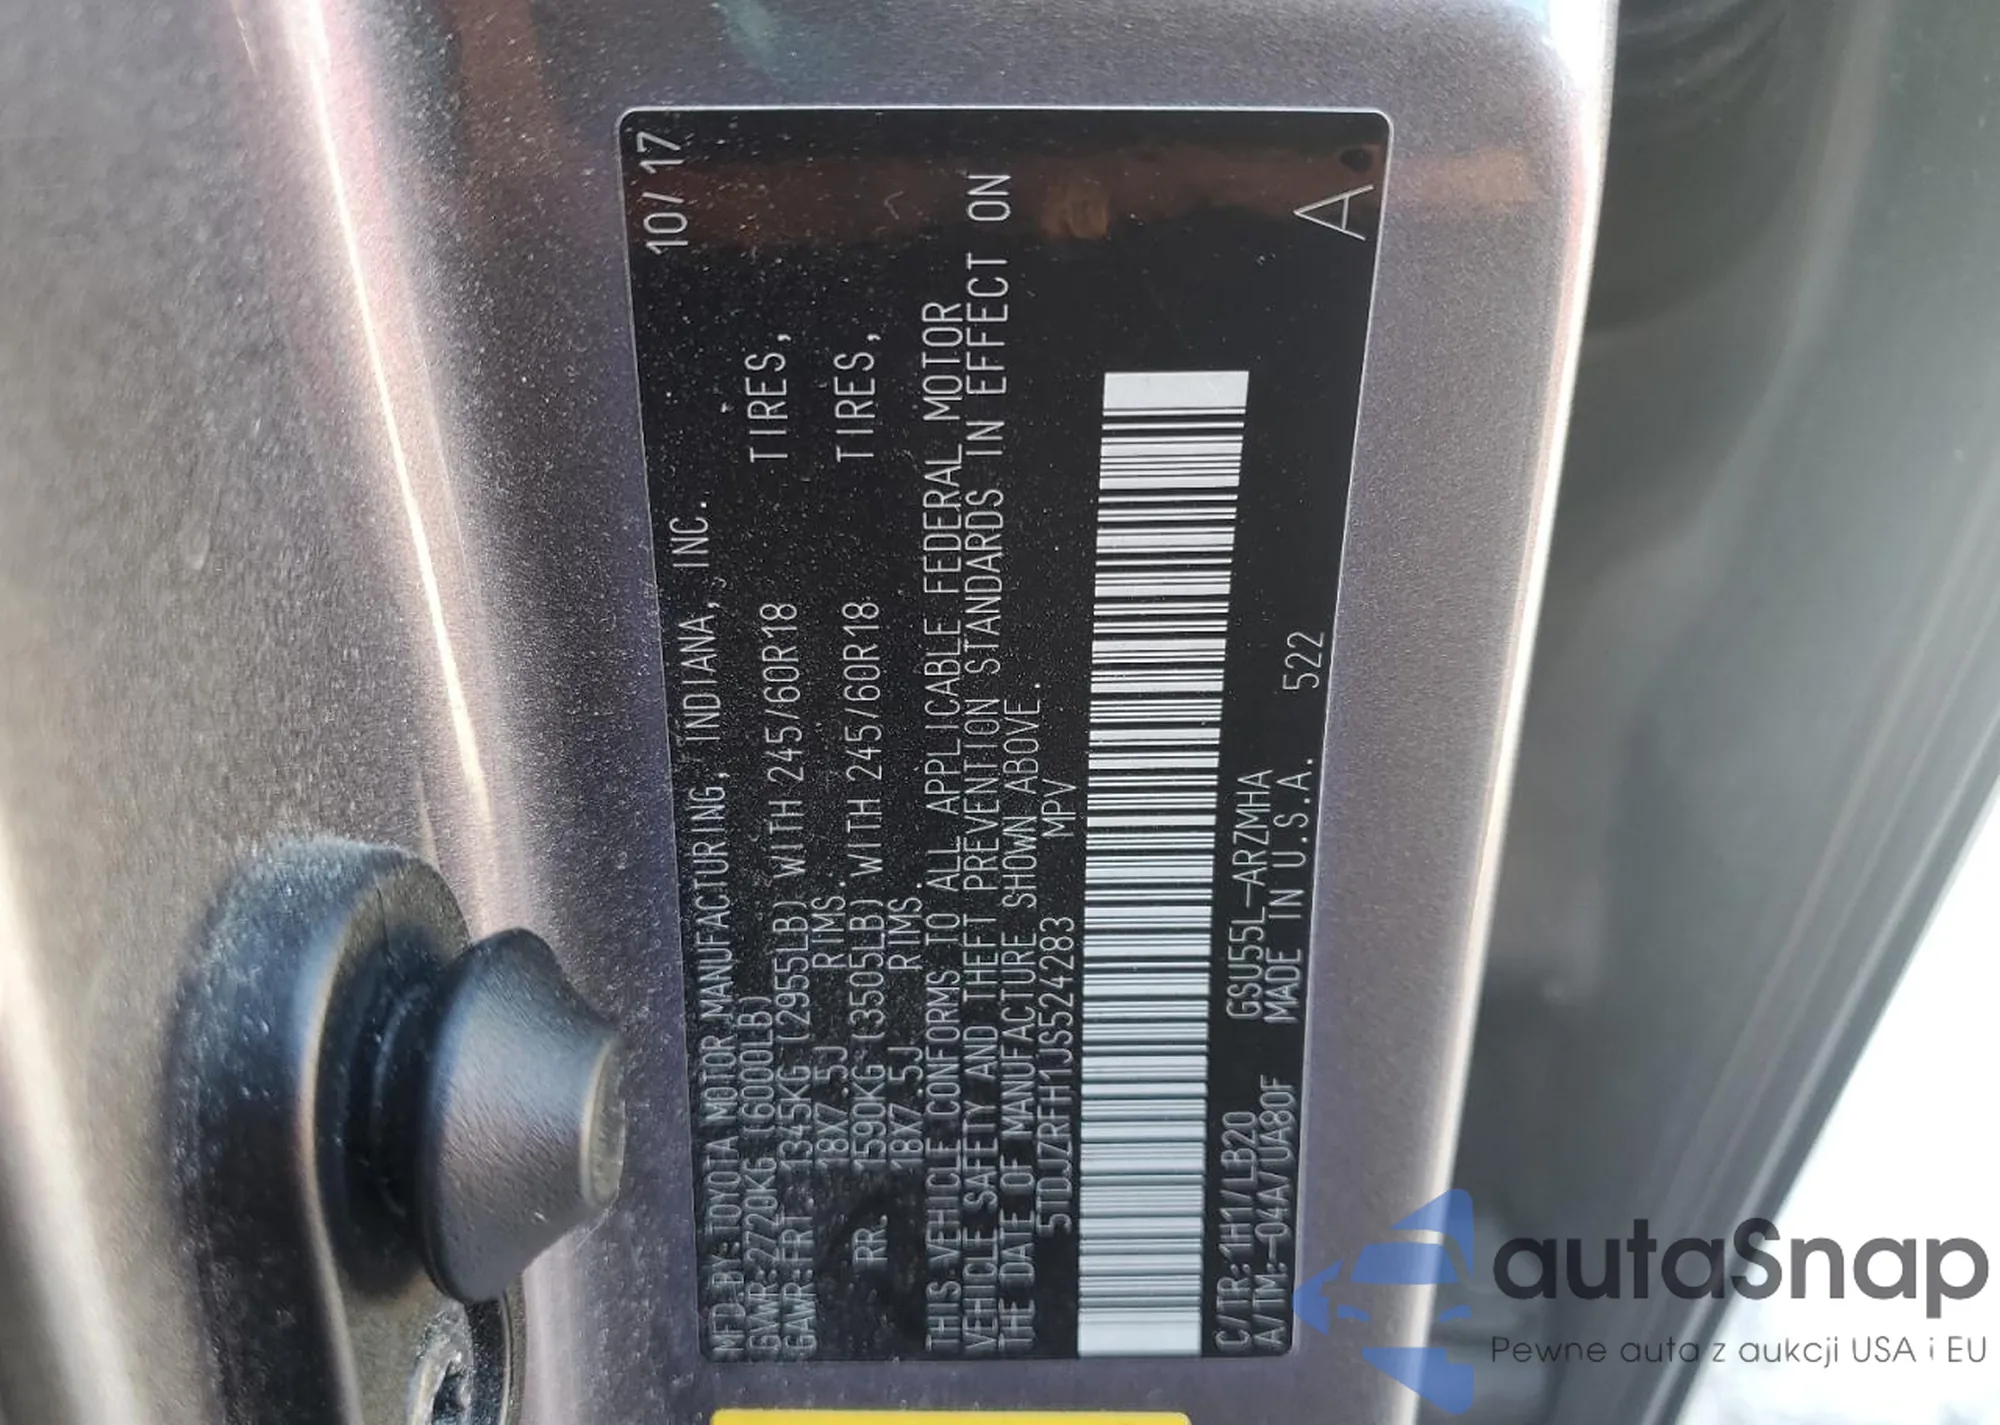 MFD.BY:TOYOTA MOTOR MANUFACTURING, INDIANA, INC. 10/17
GVWR:2720KG (6000LB)
GAWR:FRT 1345KG (2955LB) WITH 245/60R18 TIRES,
18X7.5J RIMS.
RR. 1590KG (3505LB) WITH 245/60R18 TIRES,
18X7.5J RIMS.
THIS VEHICLE CONFORMS TO ALL APPLICABLE FEDERAL MOTOR
VEHICLE SAFETY AND THEFT PREVENTION STANDARDS IN EFFECT ON
THE DATE OF MANUFACTURE SHOWN ABOVE.
5TDJZRFH1JS524283 MPV
C/TR:1H1/LB20 GSU55L-ARZMHA
A/TM:-04A/UA80F MADE IN U.S.A. 522 A
autaSnap
Pewne auta z aukcji USA i EU